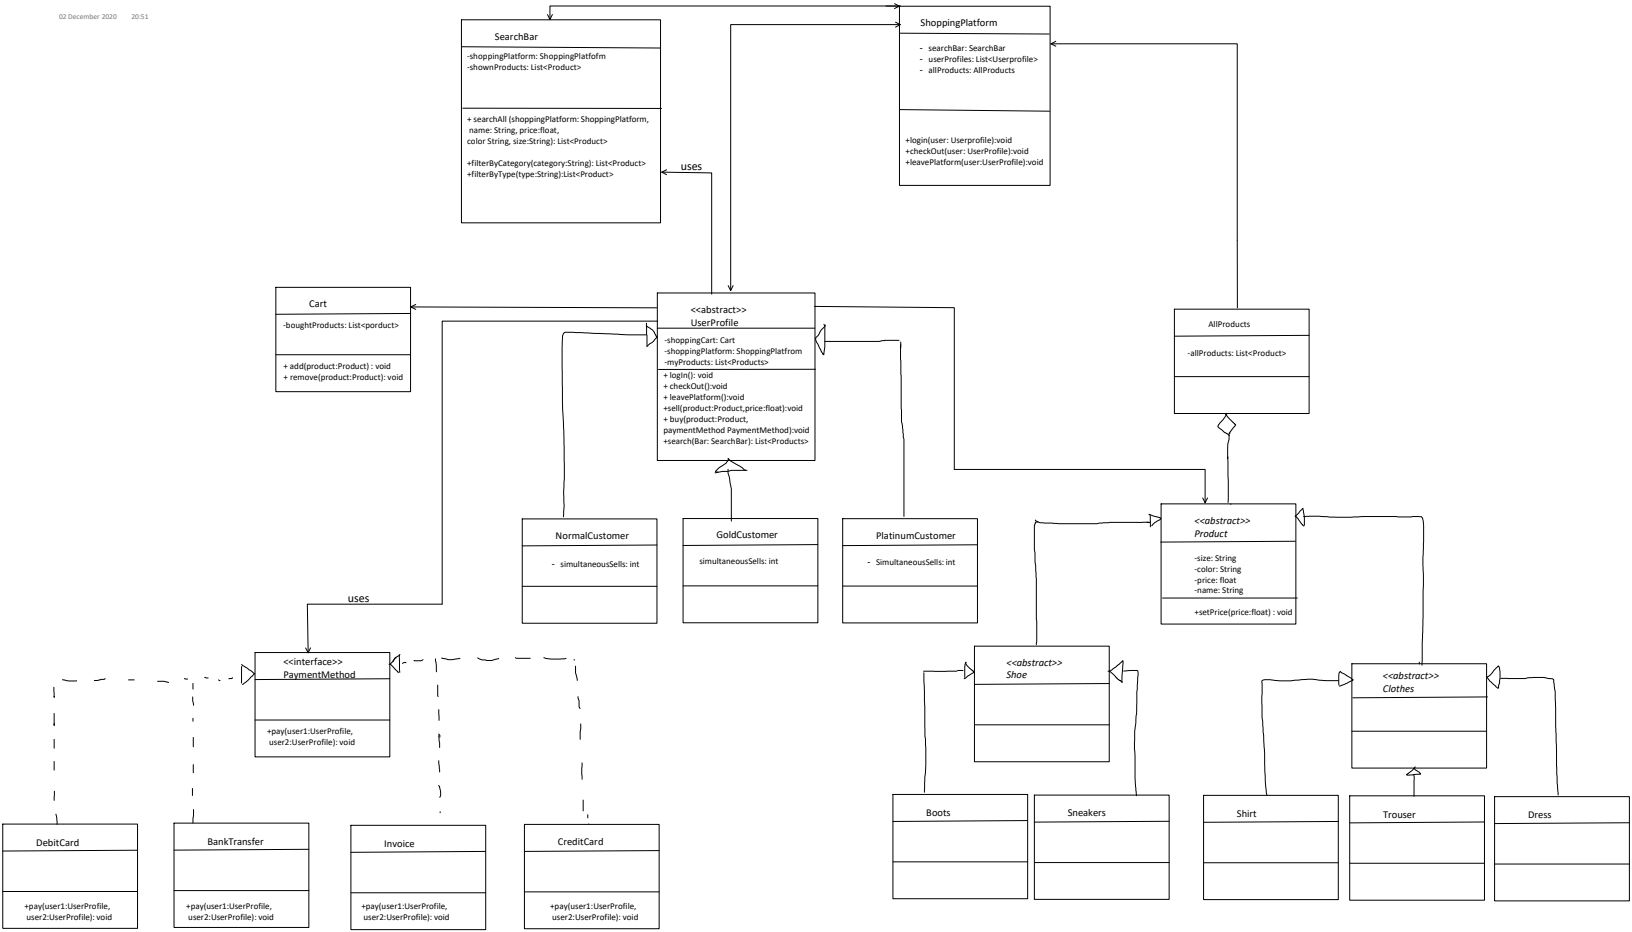 02 December 2020 20:51
SearchBar
-shoppingPlatform: ShoppingPlatfofm
-shownProducts: List<Product>
+ searchAll (shoppingPlatform: ShoppingPlatform,
name: String, price:float,
color String, size:String): List<Product>
+filterByCategory(category:String): List<Product>
+filterByType(type:String):List<Product>
ShoppingPlatform
- searchBar: SearchBar
- userProfiles: List<Userprofile>
- allProducts: AllProducts
+login(user: Userprofile):void
+checkOut(user: UserProfile):void
+leavePlatform(user:UserProfile):void
uses
Cart
-boughtProducts: List<porduct>
+ add(product:Product) : void
+ remove(product:Product): void
<<abstract>>
UserProfile
-shoppingCart: Cart
-shoppingPlatform: ShoppingPlatfrom
-myProducts: List<Products>
+ logIn(): void
+ checkOut():void
+ leavePlatform():void
+sell(product:Product,price:float):void
+ buy(product:Product,
paymentMethod PaymentMethod):void
+search(Bar: SearchBar): List<Products>
AllProducts
-allProducts: List<Product>
NormalCustomer
- simultaneousSells: int
GoldCustomer
simultaneousSells: int
PlatinumCustomer
- SimultaneousSells: int
<<abstract>>
Product
-size: String
-color: String
-price: float
-name: String
+setPrice(price:float) : void
uses
<<interface>>
PaymentMethod
+pay(user1:UserProfile,
user2:UserProfile): void
<<abstract>>
Shoe
<<abstract>>
Clothes
DebitCard
+pay(user1:UserProfile,
user2:UserProfile): void
BankTransfer
+pay(user1:UserProfile,
user2:UserProfile): void
Invoice
+pay(user1:UserProfile,
user2:UserProfile): void
CreditCard
+pay(user1:UserProfile,
user2:UserProfile): void
Boots
Sneakers
Shirt
Trouser
Dress